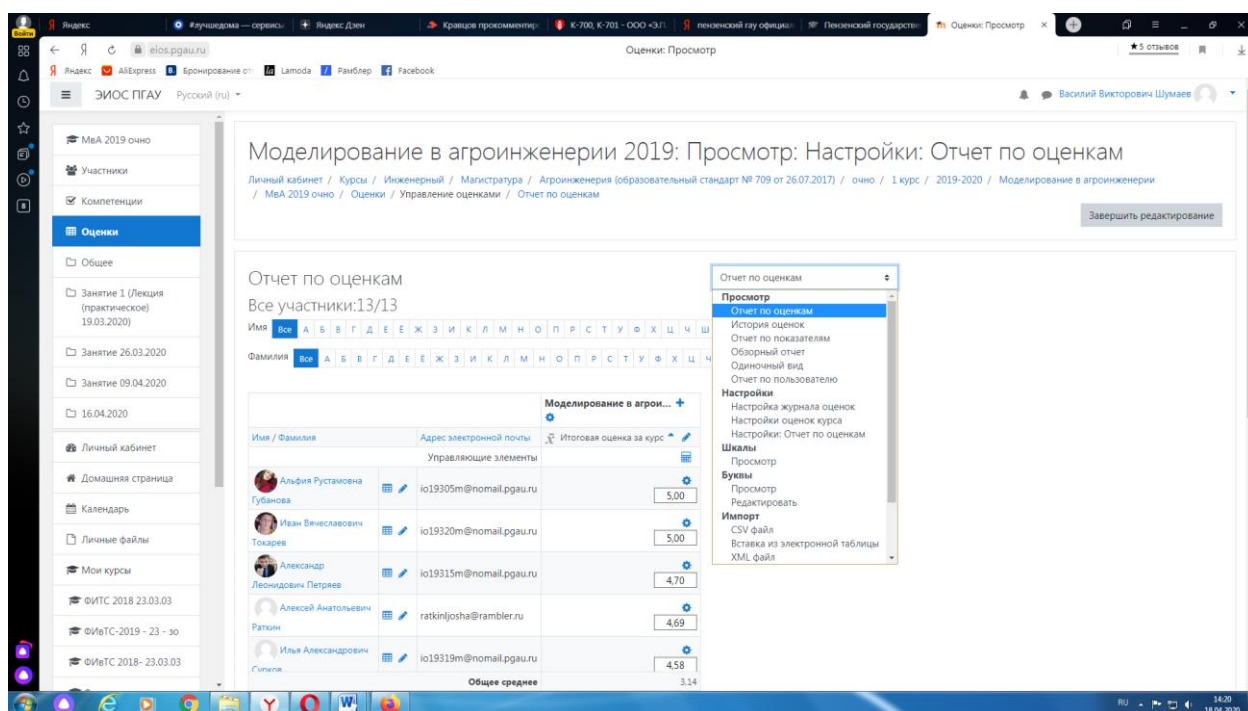 Яндекс
#лучшедома — сервисы
Яндекс.Дзен
Кравцов прокомментир
К-700, К-701 - ООО «Э.П.
пензенский гау официал
Пензенский государстве
Оценки: Просмотр
Войти
eios.pgau.ru
Оценки: Просмотр
★5 отзывов
Яндекс
AliExpress
Бронирование от
Lamoda
Рамблер
Facebook
ЭИОС ПГАУ
Русский (ru)
Василий Викторович Шумаев
МвА 2019 очно
Участники
Компетенции
Оценки
Общее
Занятие 1 (Лекция
(практическое)
19.03.2020)
Занятие 26.03.2020
Занятие 09.04.2020
16.04.2020
Личный кабинет
Домашняя страница
Календарь
Личные файлы
Мои курсы
ФИТС 2018 23.03.03
ФИвТС-2019 - 23 - зо
ФИвТС 2018- 23.03.03
Моделирование в агроинженерии 2019: Просмотр: Настройки: Отчет по оценкам
Личный кабинет / Курсы / Инженерный / Магистратура / Агроинженерия (образовательный стандарт № 709 от 26.07.2017) / очно / 1 курс / 2019-2020 / Моделирование в агроинженерии
/ МвА 2019 очно / Оценки / Управление оценками / Отчет по оценкам
Завершить редактирование
Отчет по оценкам
Все участники:13/13
Имя Все А Б В Г Д Е Ё Ж З И К Л М Н О П Р С Т У Ф Х Ц Ч Ш
Фамилия Все А Б В Г Д Е Ё Ж З И К Л М Н О П Р С Т У Ф Х Ц Ч
Отчет по оценкам
Просмотр
Отчет по оценкам
История оценок
Отчет по показателям
Обзорный отчет
Одиночный вид
Отчет по пользователю
Настройки
Настройка журнала оценок
Настройки оценок курса
Настройки: Отчет по оценкам
Шкалы
Просмотр
Буквы
Просмотр
Редактировать
Импорт
CSV файл
Вставка из электронной таблицы
XML файл
Моделирование в агрои...
Имя / Фамилия
Адрес электронной почты
Итоговая оценка за курс
Управляющие элементы
Альфия Рустамовна
Губанова
io19305m@nomail.pgau.ru
5,00
Иван Вячеславович
Токарев
io19320m@nomail.pgau.ru
5,00
Александр
Леонидович Петряев
io19315m@nomail.pgau.ru
4,70
Алексей Анатольевич
Раткин
ratkinljosha@rambler.ru
4,69
Илья Александрович
Сурков
io19319m@nomail.pgau.ru
4,58
Общее среднее
3,14
RU
14:20
18.04.2020